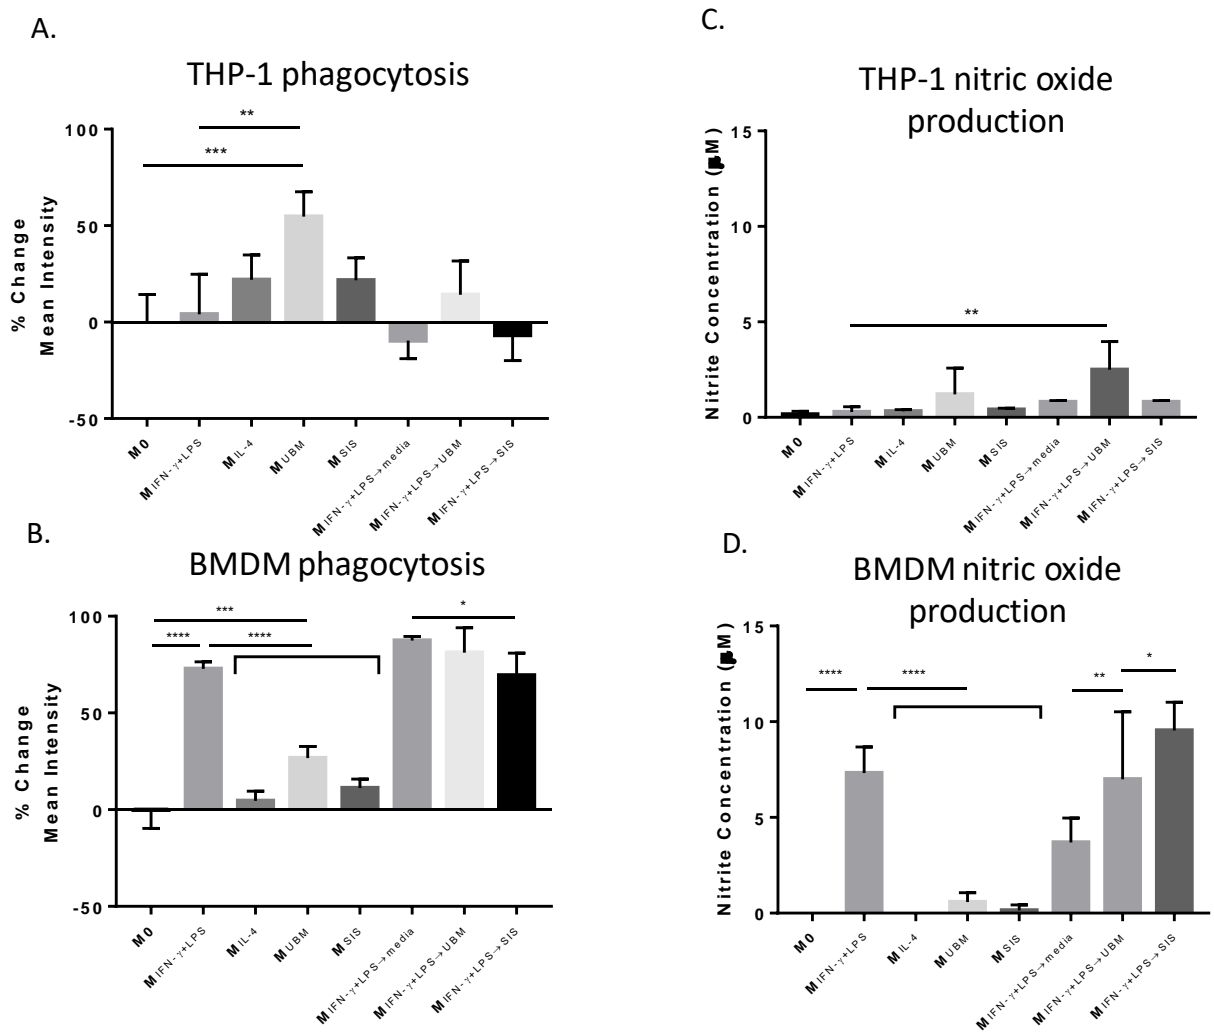 A.
THP-1 phagocytosis
**
***
100
50
0
-50
% Change
Mean Intensity
M0
MIFN-γ+LPS
MIL-4
MUBM
MSIS
MIFN-γ+LPS→media
MIFN-γ+LPS→UBM
MIFN-γ+LPS→SIS
B.
BMDM phagocytosis
***
*
****
****
100
50
0
-50
% Change
Mean Intensity
M0
MIFN-γ+LPS
MIL-4
MUBM
MSIS
MIFN-γ+LPS→media
MIFN-γ+LPS→UBM
MIFN-γ+LPS→SIS
C.
THP-1 nitric oxide
production
15
10
5
0
**
Nitrite Concentration (µM)
M0
MIFN-γ+LPS
MIL-4
MUBM
MSIS
MIFN-γ+LPS→media
MIFN-γ+LPS→UBM
MIFN-γ+LPS→SIS
D.
BMDM nitric oxide
production
15
10
5
0
*
****
****
**
Nitrite Concentration (µM)
M0
MIFN-γ+LPS
MIL-4
MUBM
MSIS
MIFN-γ+LPS→media
MIFN-γ+LPS→UBM
MIFN-γ+LPS→SIS